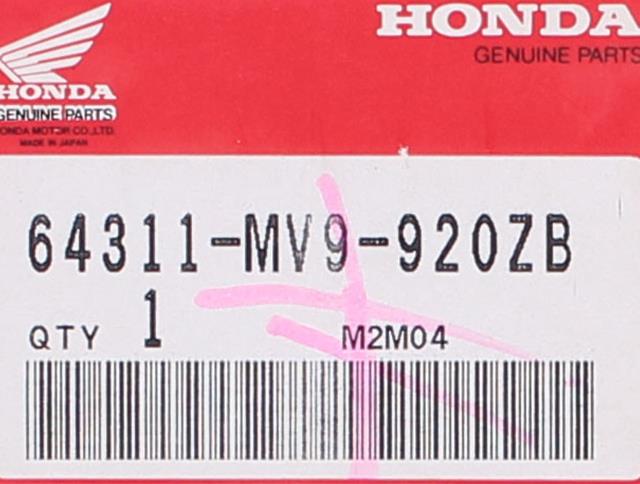 HONDA
GENUINE PARTS
HONDA
GENUINE PARTS
HONDA MOTOR CO.,LTD.
MADE IN JAPAN
64311-MV9-920ZB
QTY 1 M2M04